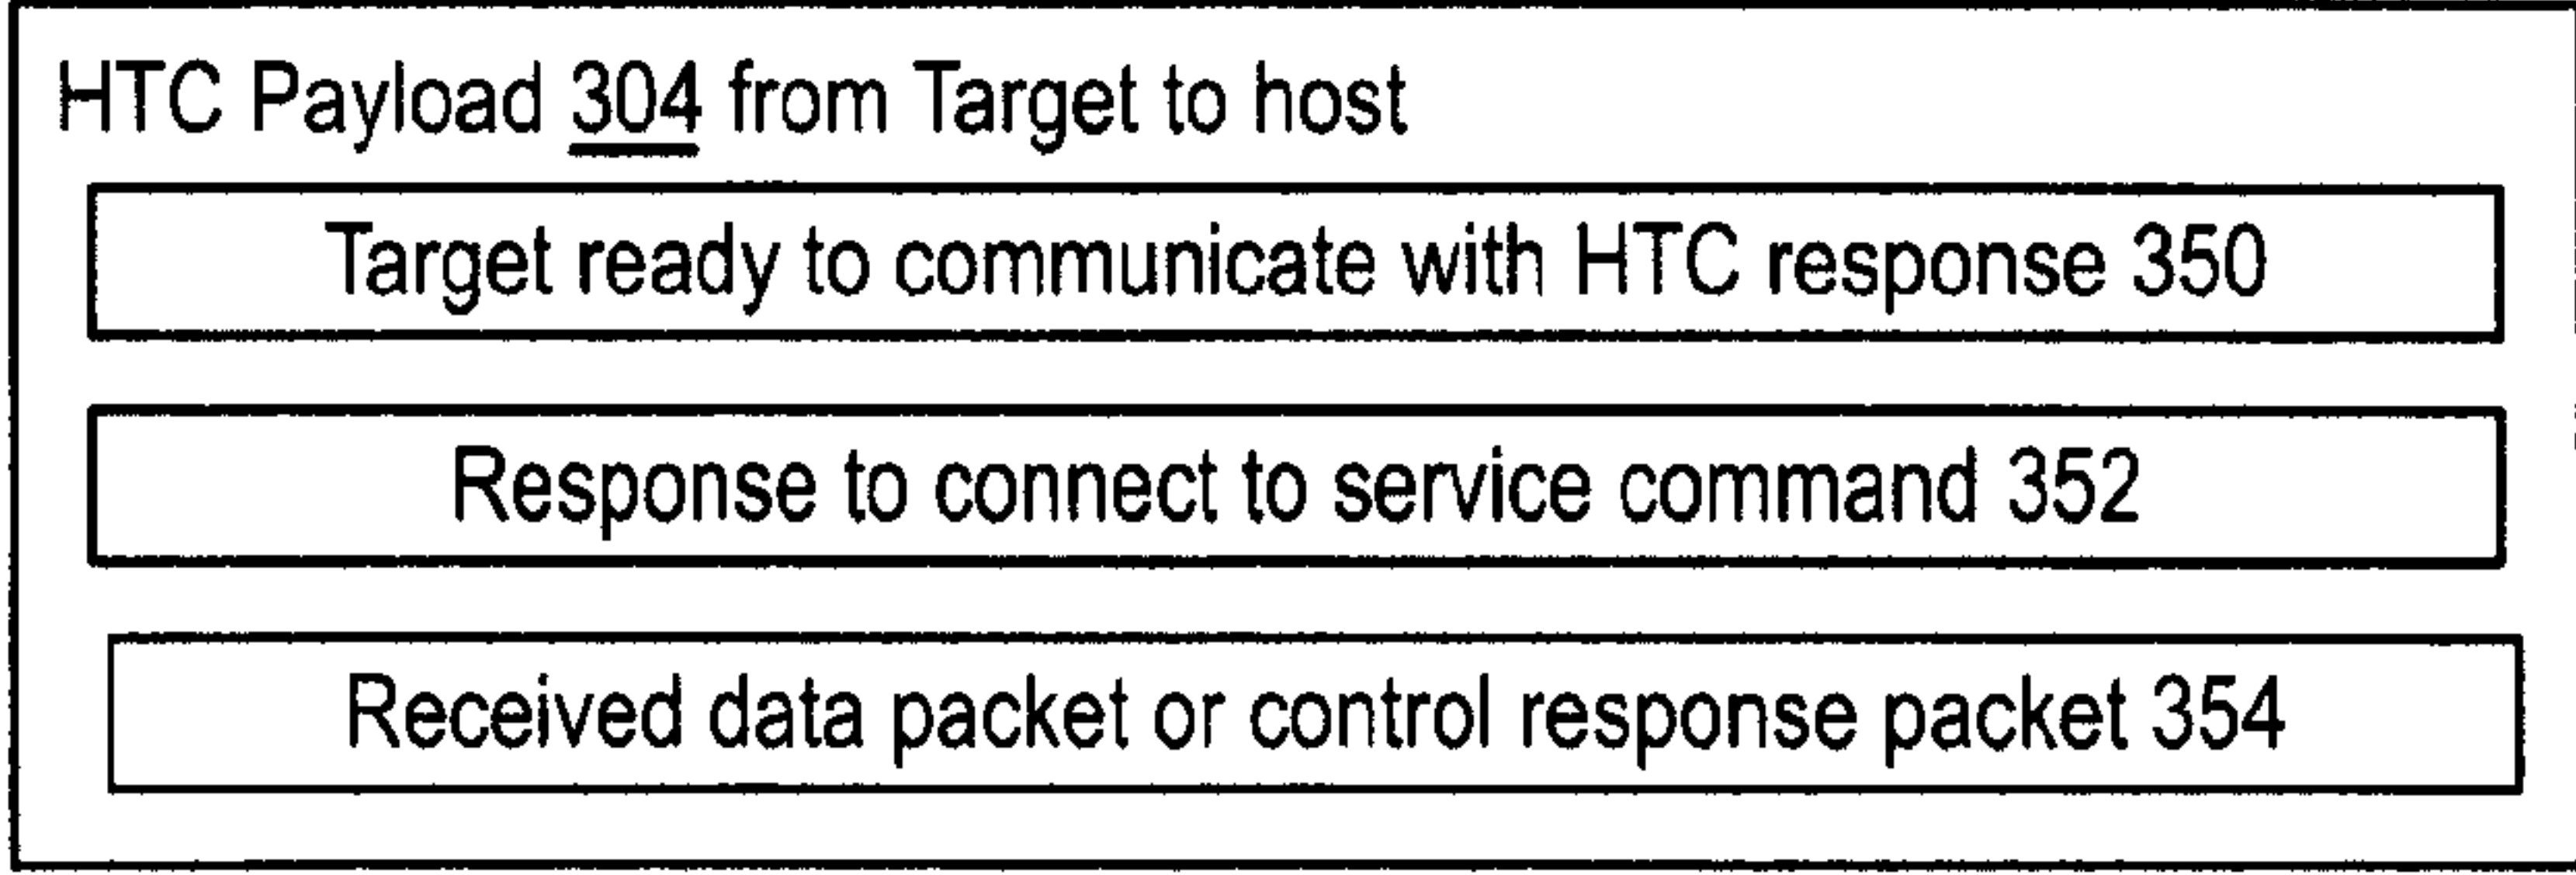 HTC Payload 304 from Target to host
Target ready to communicate with HTC response 350
Response to connect to service command 352
Received data packet or control response packet 354